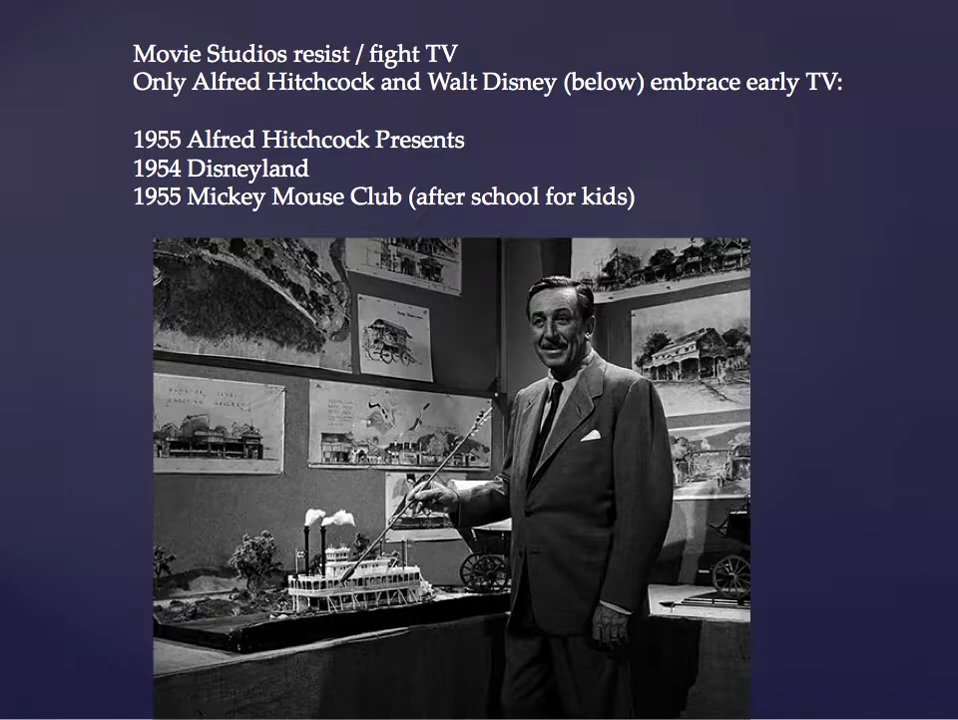 Movie Studios resist / fight TV
Only Alfred Hitchcock and Walt Disney (below) embrace early TV:
1955 Alfred Hitchcock Presents
1954 Disneyland
1955 Mickey Mouse Club (after school for kids)